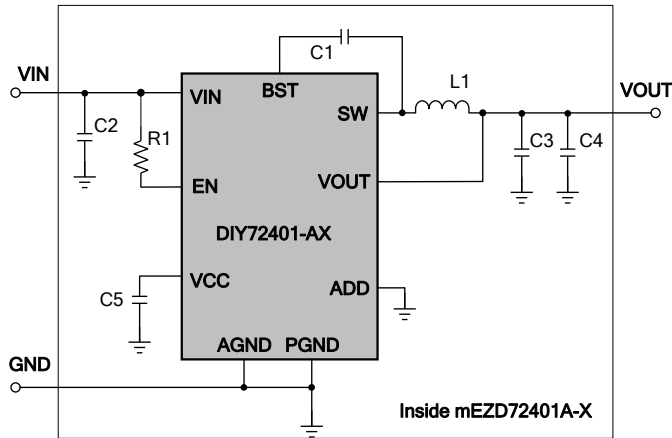 C1
VIN
VIN
BST
L1
VOUT
SW
C2
R1
C3
C4
EN
VOUT
DIY72401-AX
VCC
ADD
C5
AGND
PGND
GND
Inside mEZD72401A-X